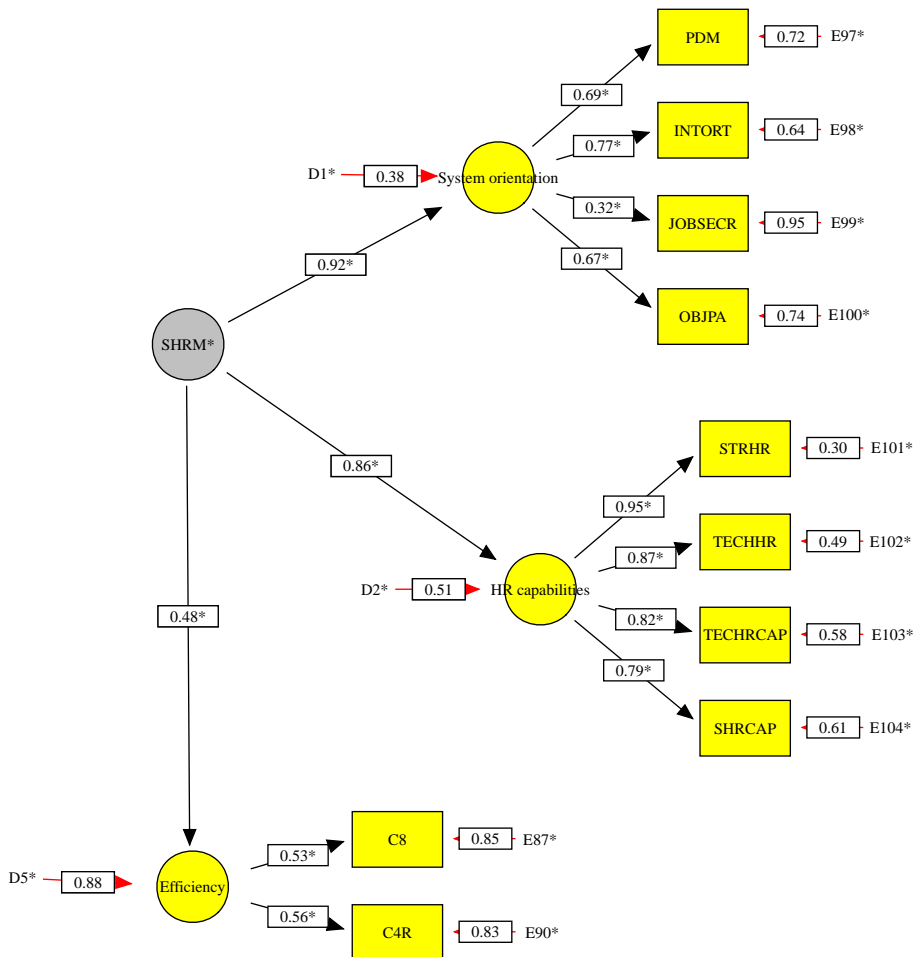 PDM
0.72
E97*
0.69*
INTORT
0.64
E98*
0.77*
D1*
0.38
System orientation
0.32*
JOBSECR
0.95
E99*
0.92*
0.67*
OBJPA
0.74
E100*
SHRM*
STRHR
0.30
E101*
0.86*
0.95*
TECHHR
0.49
E102*
0.87*
D2*
0.51
HR capabilities
0.48*
0.82*
TECHRCAP
0.58
E103*
0.79*
SHRCAP
0.61
E104*
C8
0.85
E87*
0.53*
D5*
0.88
Efficiency
0.56*
C4R
0.83
E90*